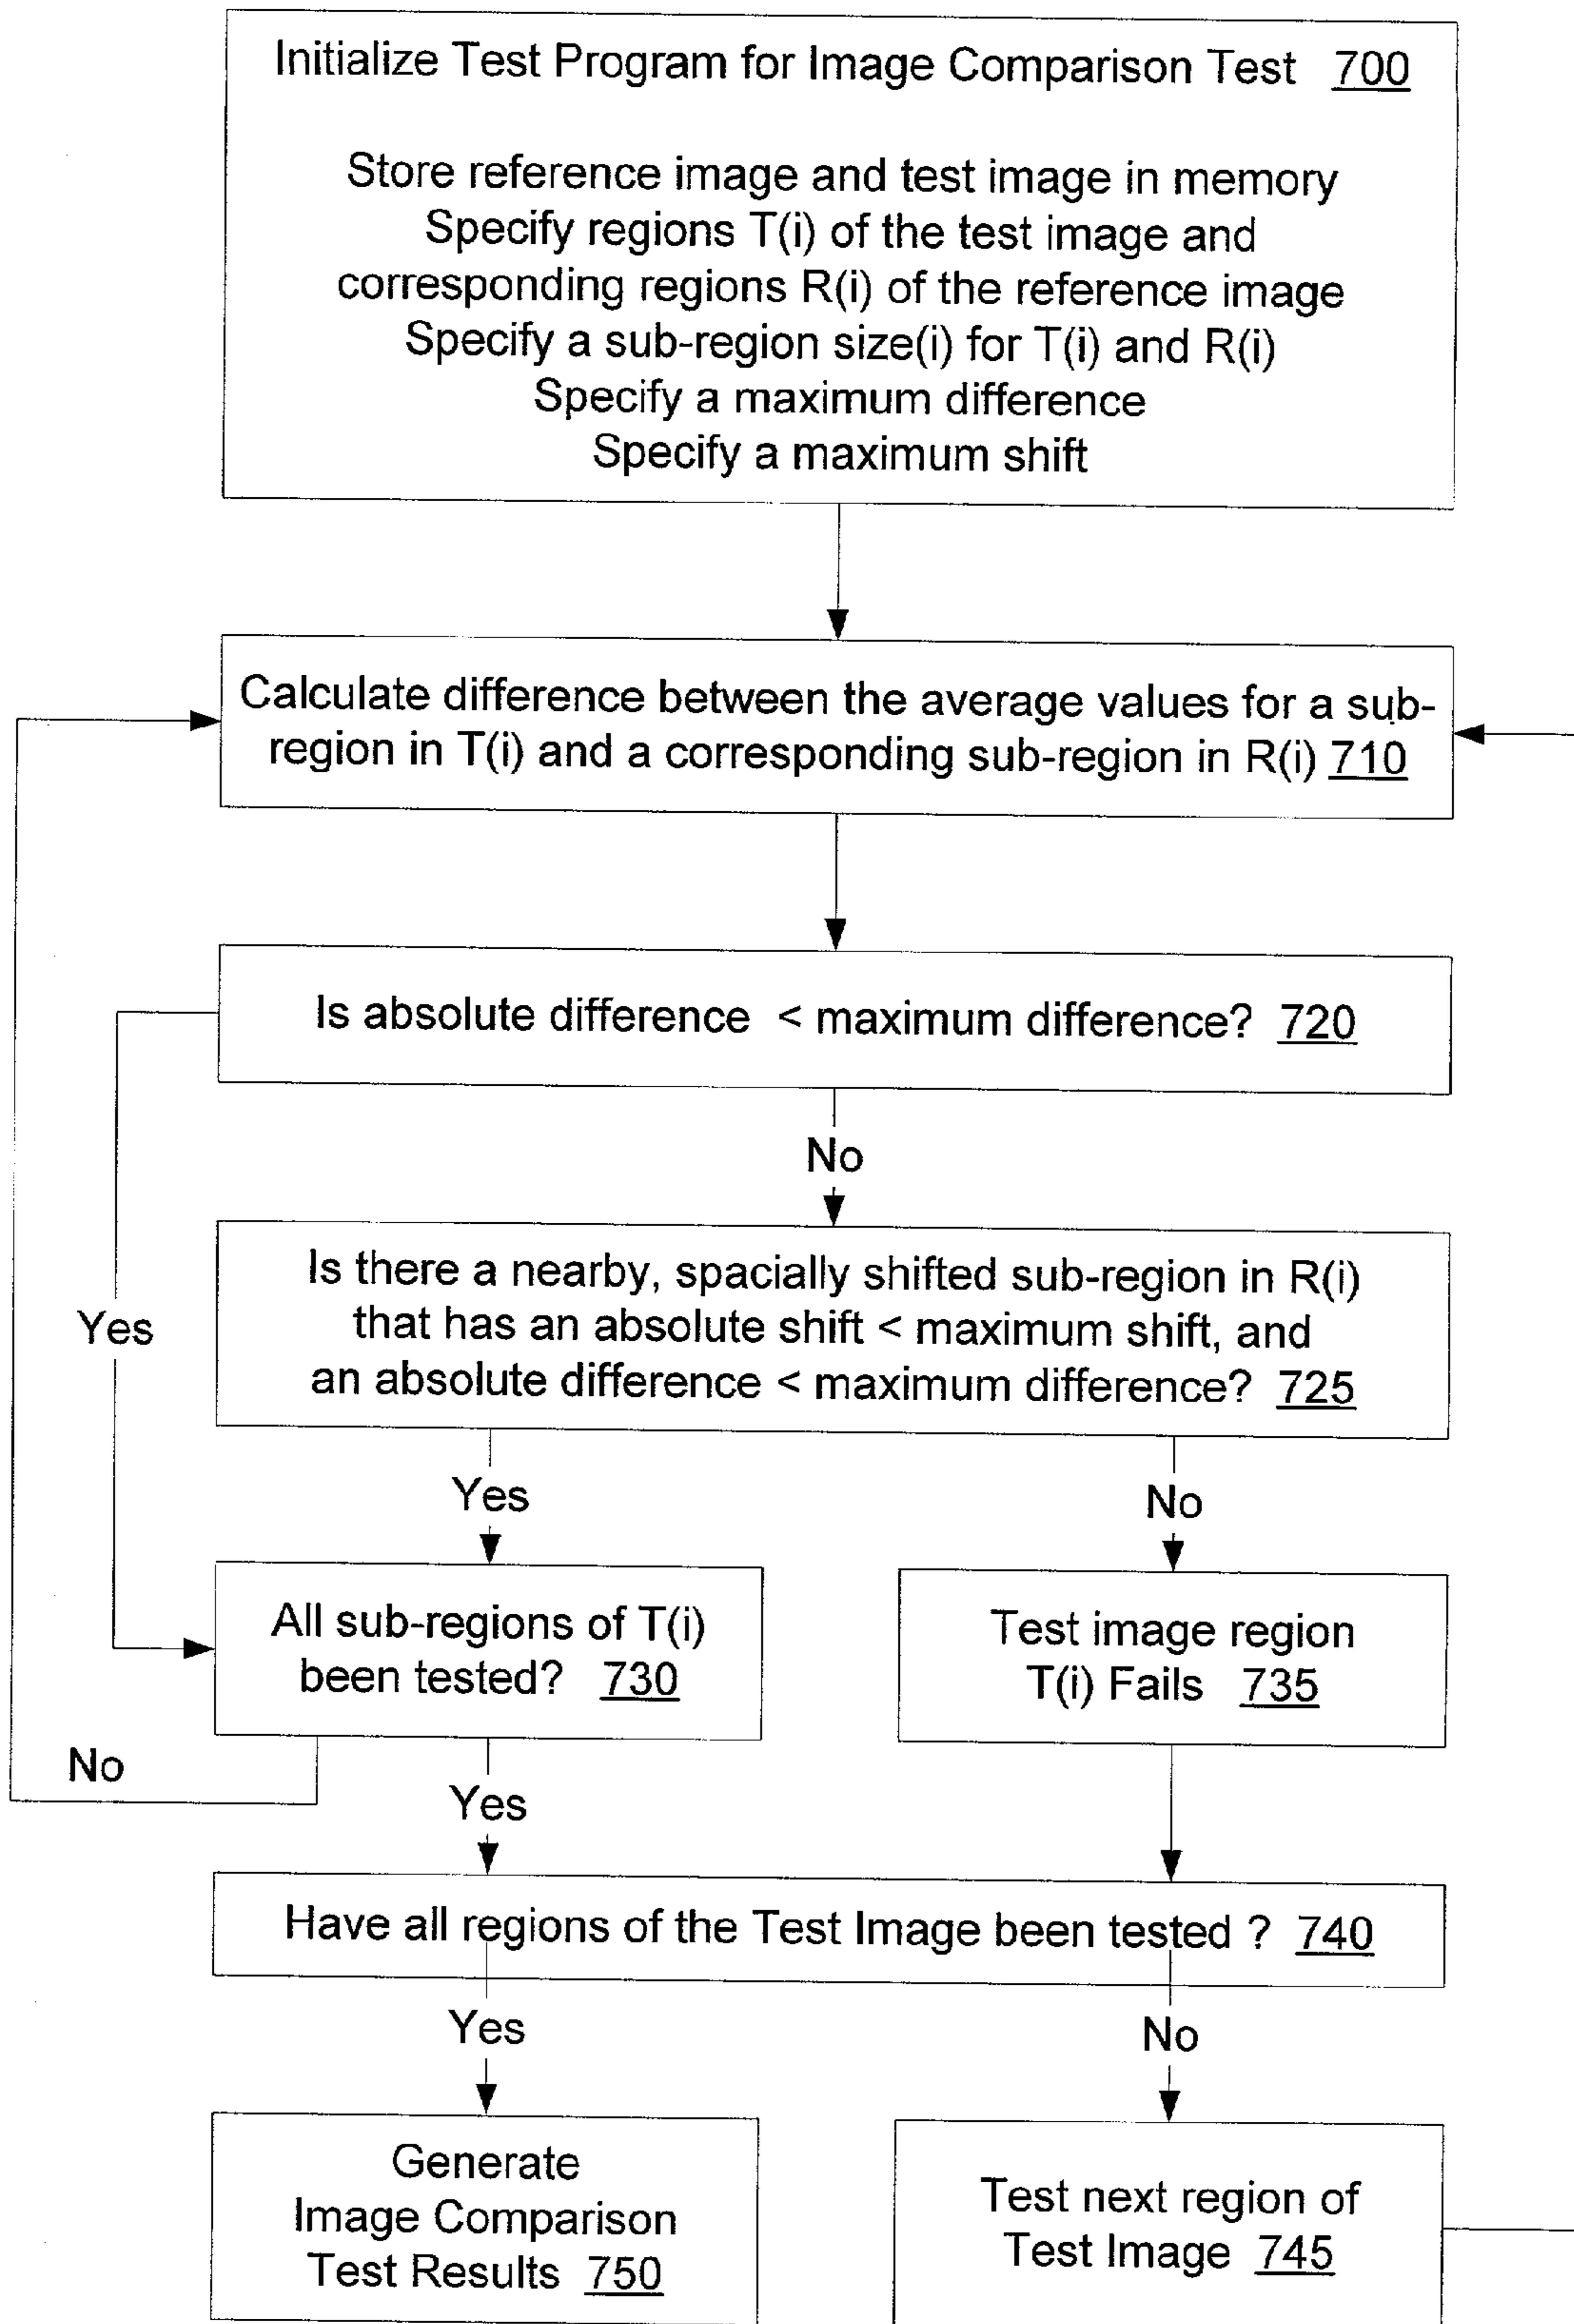 Initialize Test Program for Image Comparison Test 700
Store reference image and test image in memory
Specify regions T(i) of the test image and
corresponding regions R(i) of the reference image
Specify a sub-region size(i) for T(i) and R(i)
Specify a maximum difference
Specify a maximum shift
Calculate difference between the average values for a sub-
region in T(i) and a corresponding sub-region in R(i) 710
Is absolute difference < maximum difference? 720
No
Is there a nearby, spacially shifted sub-region in R(i)
that has an absolute shift < maximum shift, and
an absolute difference < maximum difference? 725
Yes
Yes
No
All sub-regions of T(i)
been tested? 730
Test image region
T(i) Fails 735
No
Yes
Have all regions of the Test Image been tested ? 740
Yes
No
Generate
Image Comparison
Test Results 750
Test next region of
Test Image 745